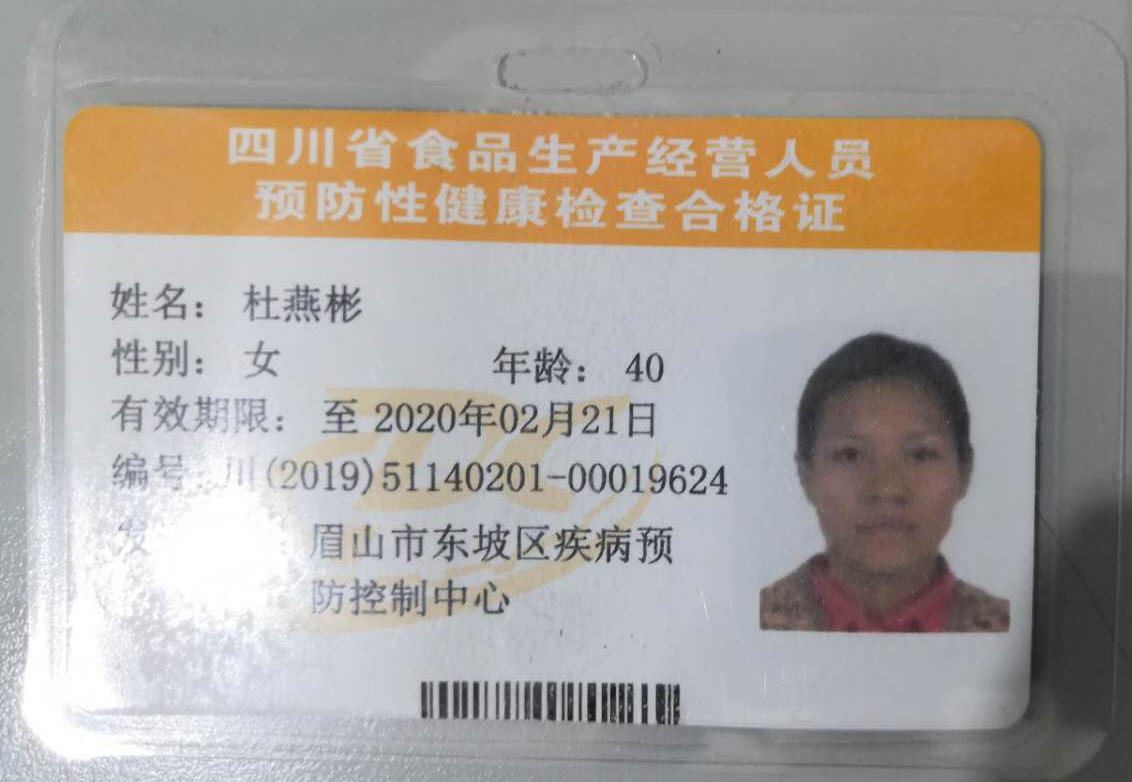 四川省食品生产经营人员
预防性健康检查合格证
姓名： 杜燕彬
性别： 女 年龄： 40
有效期限： 至 2020年02月21日
编号：川(2019)51140201-00019624
发 眉山市东坡区疾病预
防控制中心